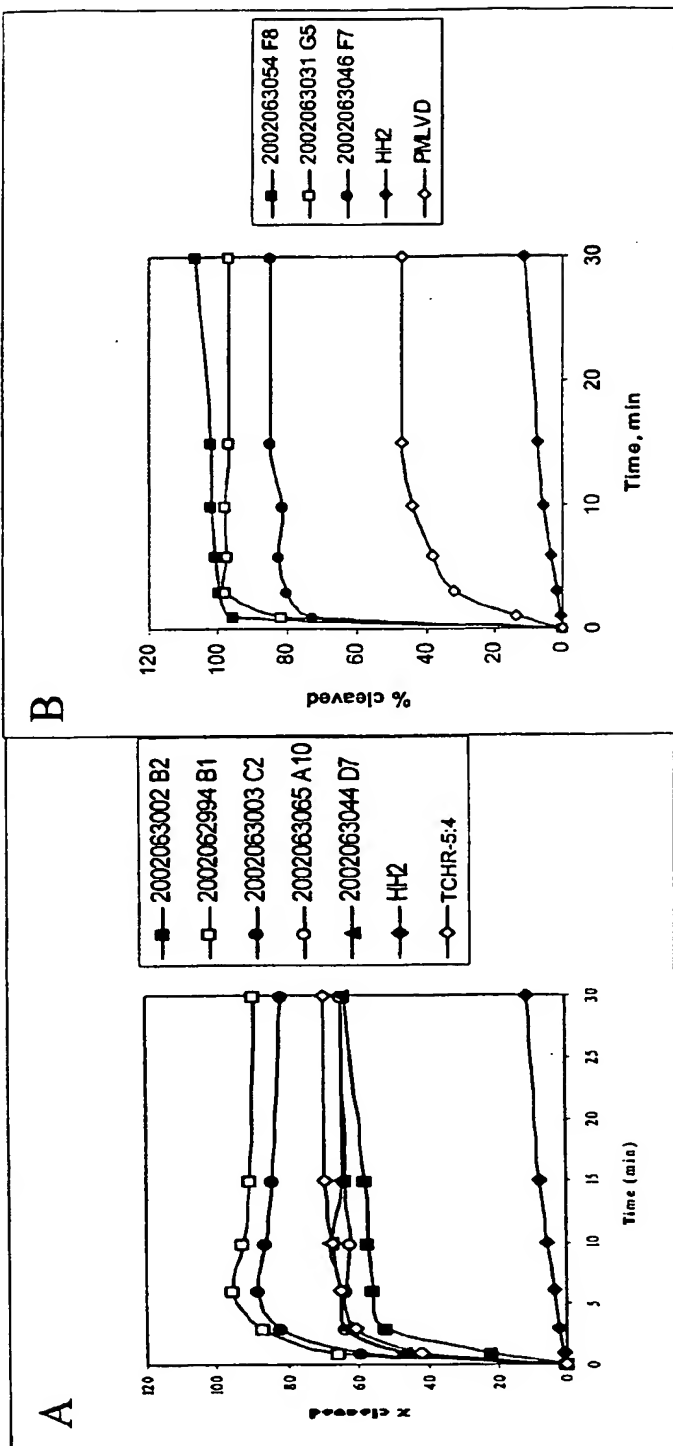 A
% cleaved
120
100
80
60
40
20
0
0
5
10
15
20
25
30
Time (min)
2002063002 B2
2002062994 B1
2002063003 C2
2002063065 A10
2002063044 D7
HH2
TCHR-5:4
B
% cleaved
120
100
80
60
40
20
0
0
10
20
30
Time, min
2002063054 F8
2002063031 G5
2002063046 F7
HH2
PMLVD